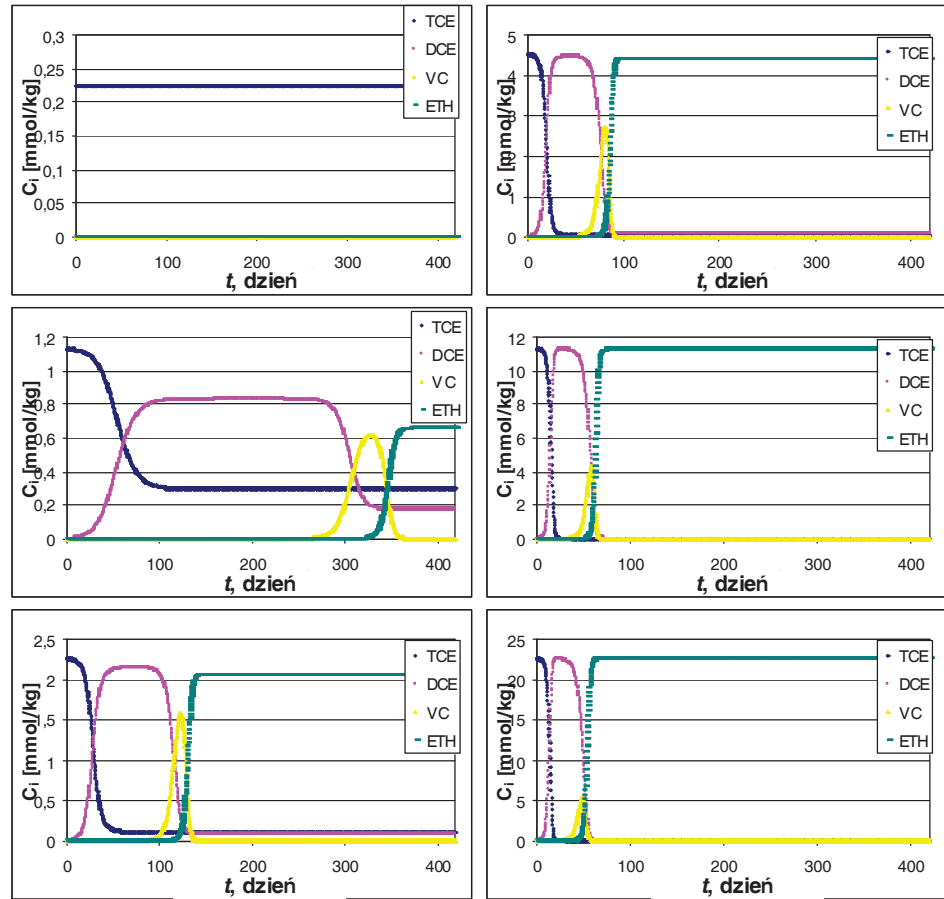 TCE
DCE
VC
ETH
0,3
0,25
0,2
0,15
0,1
0,05
0
C i [mmol/kg]
0 100 200 300 400
t, dzień
TCE
DCE
VC
ETH
5
4
3
2
1
0
C i [mmol/kg]
0 100 200 300 400
t, dzień
TCE
DCE
VC
ETH
1,2
1
0,8
0,6
0,4
0,2
0
C i [mmol/kg]
0 100 200 300 400
t, dzień
TCE
DCE
VC
ETH
12
10
8
6
4
2
0
C i [mmol/kg]
0 100 200 300 400
t, dzień
TCE
DCE
VC
ETH
2,5
2
1,5
1
0,5
0
C i [mmol/kg]
0 100 200 300 400
t, dzień
TCE
DCE
VC
ETH
25
20
15
10
5
0
C i [mmol/kg]
0 100 200 300 400
t, dzień